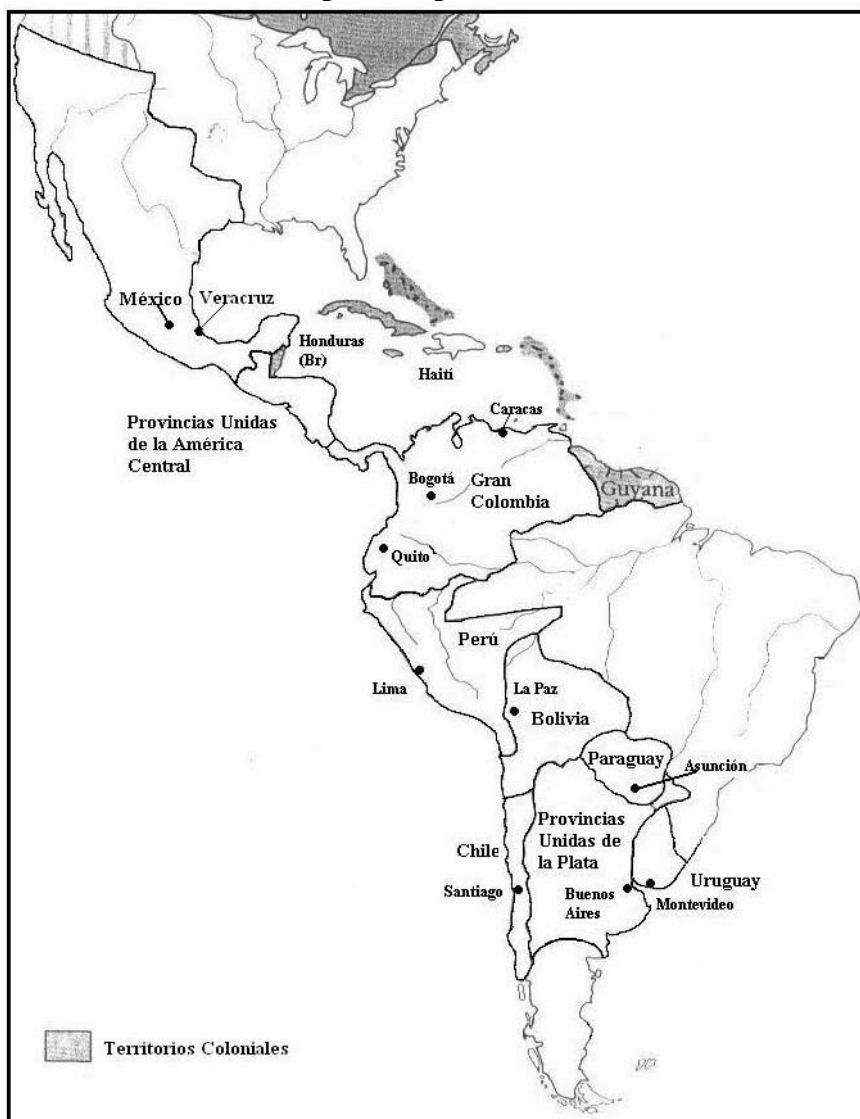 México
Veracruz
Honduras
(Br)
Haití
Provincias Unidas
de la América
Central
Caracas
Bogotá
Gran
Colombia
Guyana
Quito
Perú
Lima
La Paz
Bolivia
Paraguay
Asunción
Provincias
Unidas de
la Plata
Chile
Uruguay
Santiago
Buenos
Aires
Montevideo
Territorios Coloniales